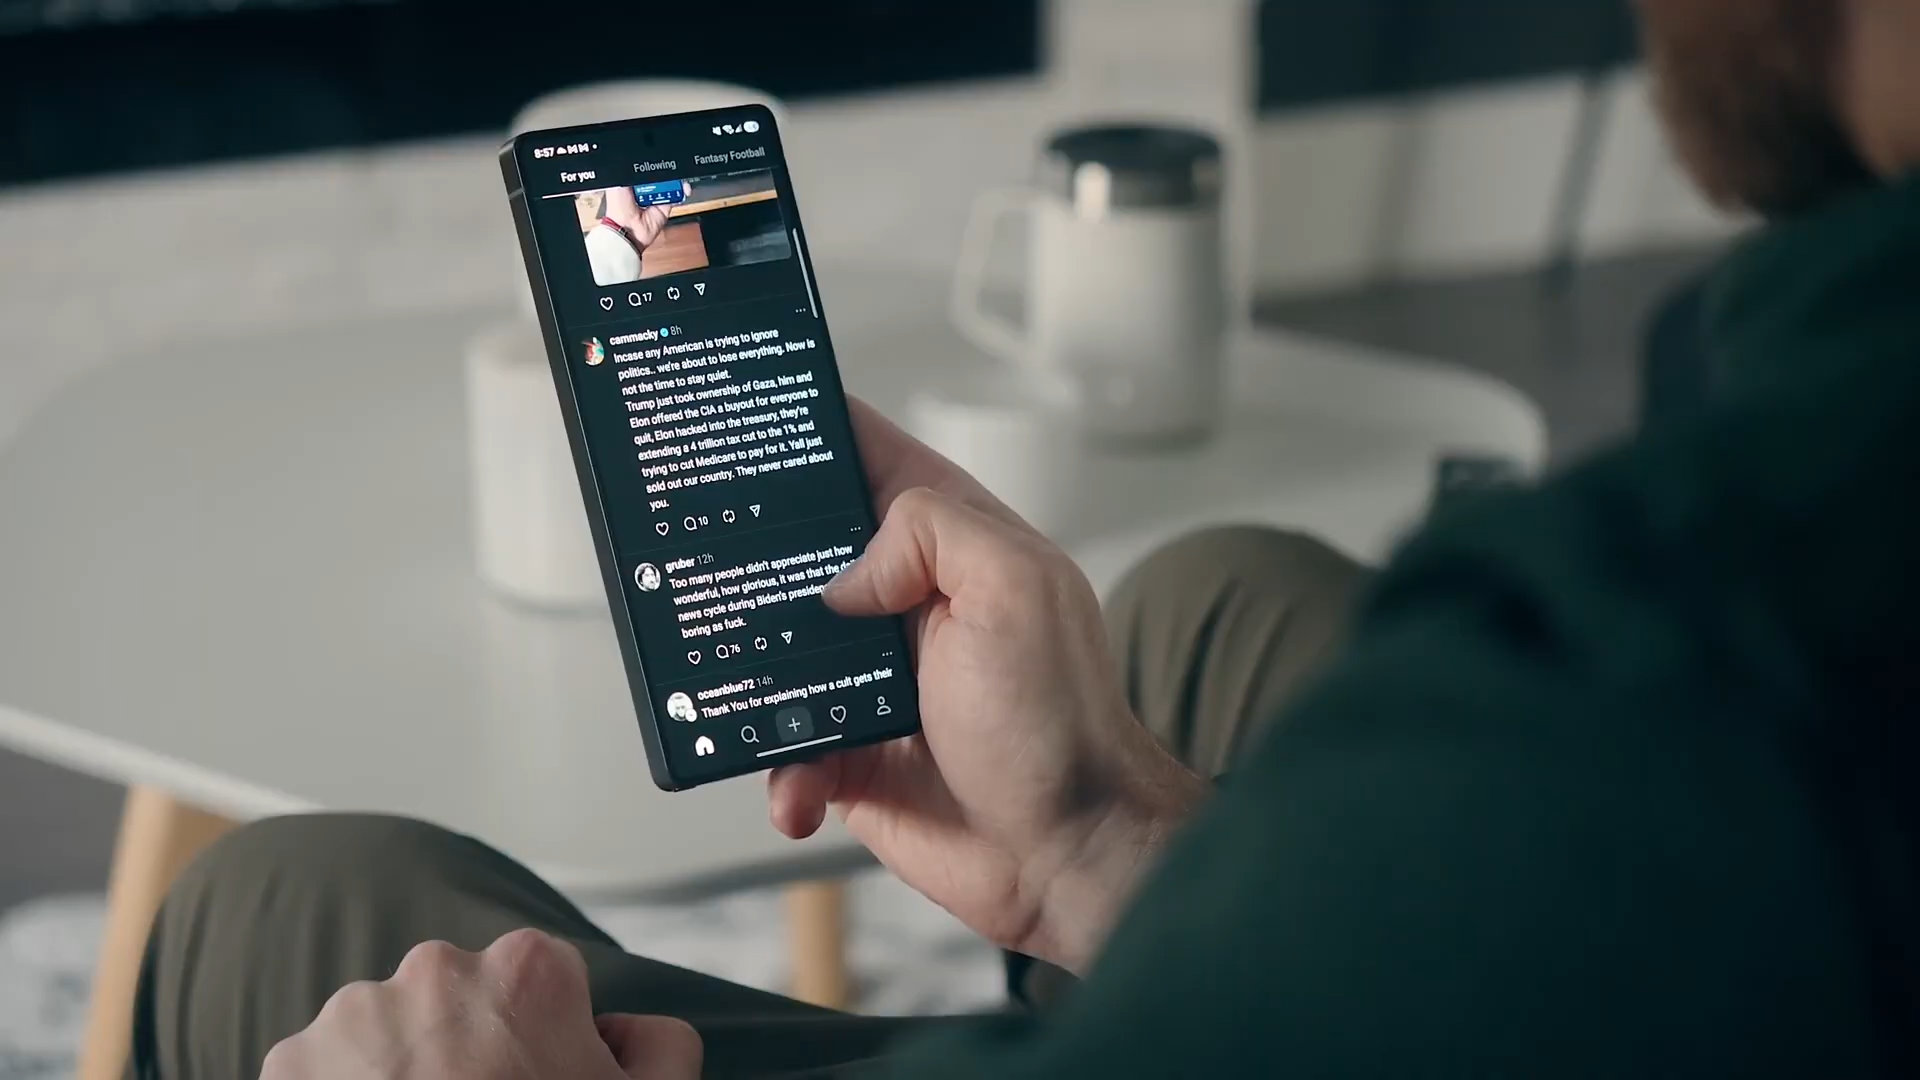 8:57
For you
Following
Fantasy Football
17
cammacky 8h
Incase any American is trying to ignore
politics.. we're about to lose everything. Now is
not the time to stay quiet.
Trump just took ownership of Gaza, him and
Elon offered the CIA a buyout for everyone to
quit, Elon hacked into the treasury, they're
extending a 4 trillion tax cut to the 1% and
trying to cut Medicare to pay for it. Yall just
sold out our country. They never cared about
you.
10
gruber 12h
Too many people didn't appreciate just how
wonderful, how glorious, it was that the
news cycle during Biden's
boring as fuck.
76
oceanblue72 14h
Thank You for explaining how a cult gets their